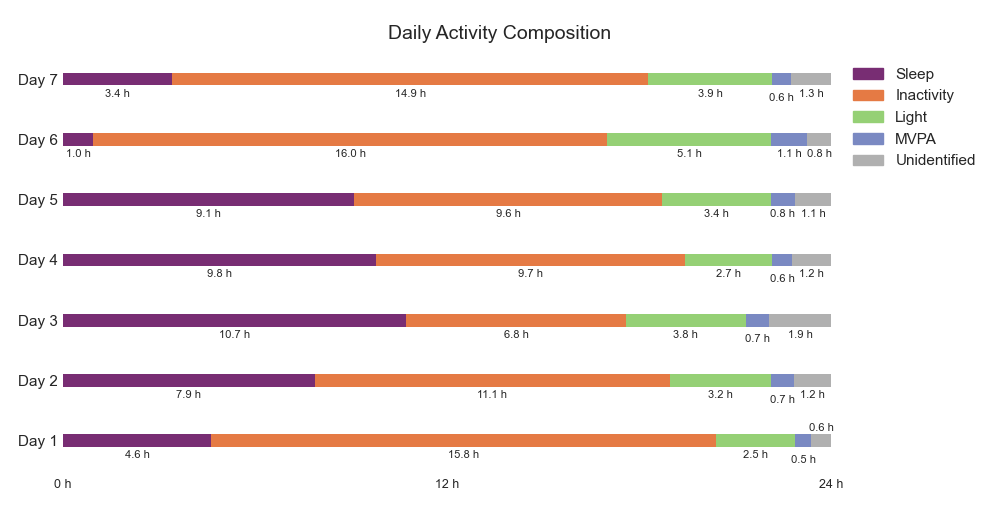 Daily Activity Composition
Day 7
3.4 h 14.9 h 3.9 h 0.6 h 1.3 h
Day 6
1.0 h 16.0 h 5.1 h 1.1 h 0.8 h
Day 5
9.1 h 9.6 h 3.4 h 0.8 h 1.1 h
Day 4
9.8 h 9.7 h 2.7 h 0.6 h 1.2 h
Day 3
10.7 h 6.8 h 3.8 h 0.7 h 1.9 h
Day 2
7.9 h 11.1 h 3.2 h 0.7 h 1.2 h
Day 1
4.6 h 15.8 h 2.5 h 0.5 h 0.6 h
0 h 12 h 24 h
Sleep
Inactivity
Light
MVPA
Unidentified